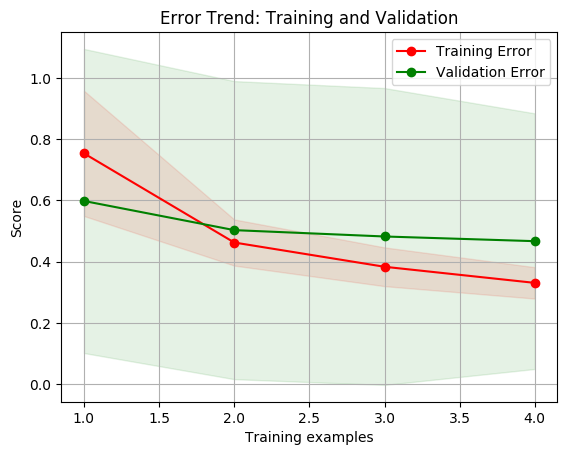 Error Trend: Training and Validation
Training Error
Validation Error
Score
1.0
0.8
0.6
0.4
0.2
0.0
1.0 1.5 2.0 2.5 3.0 3.5 4.0
Training examples